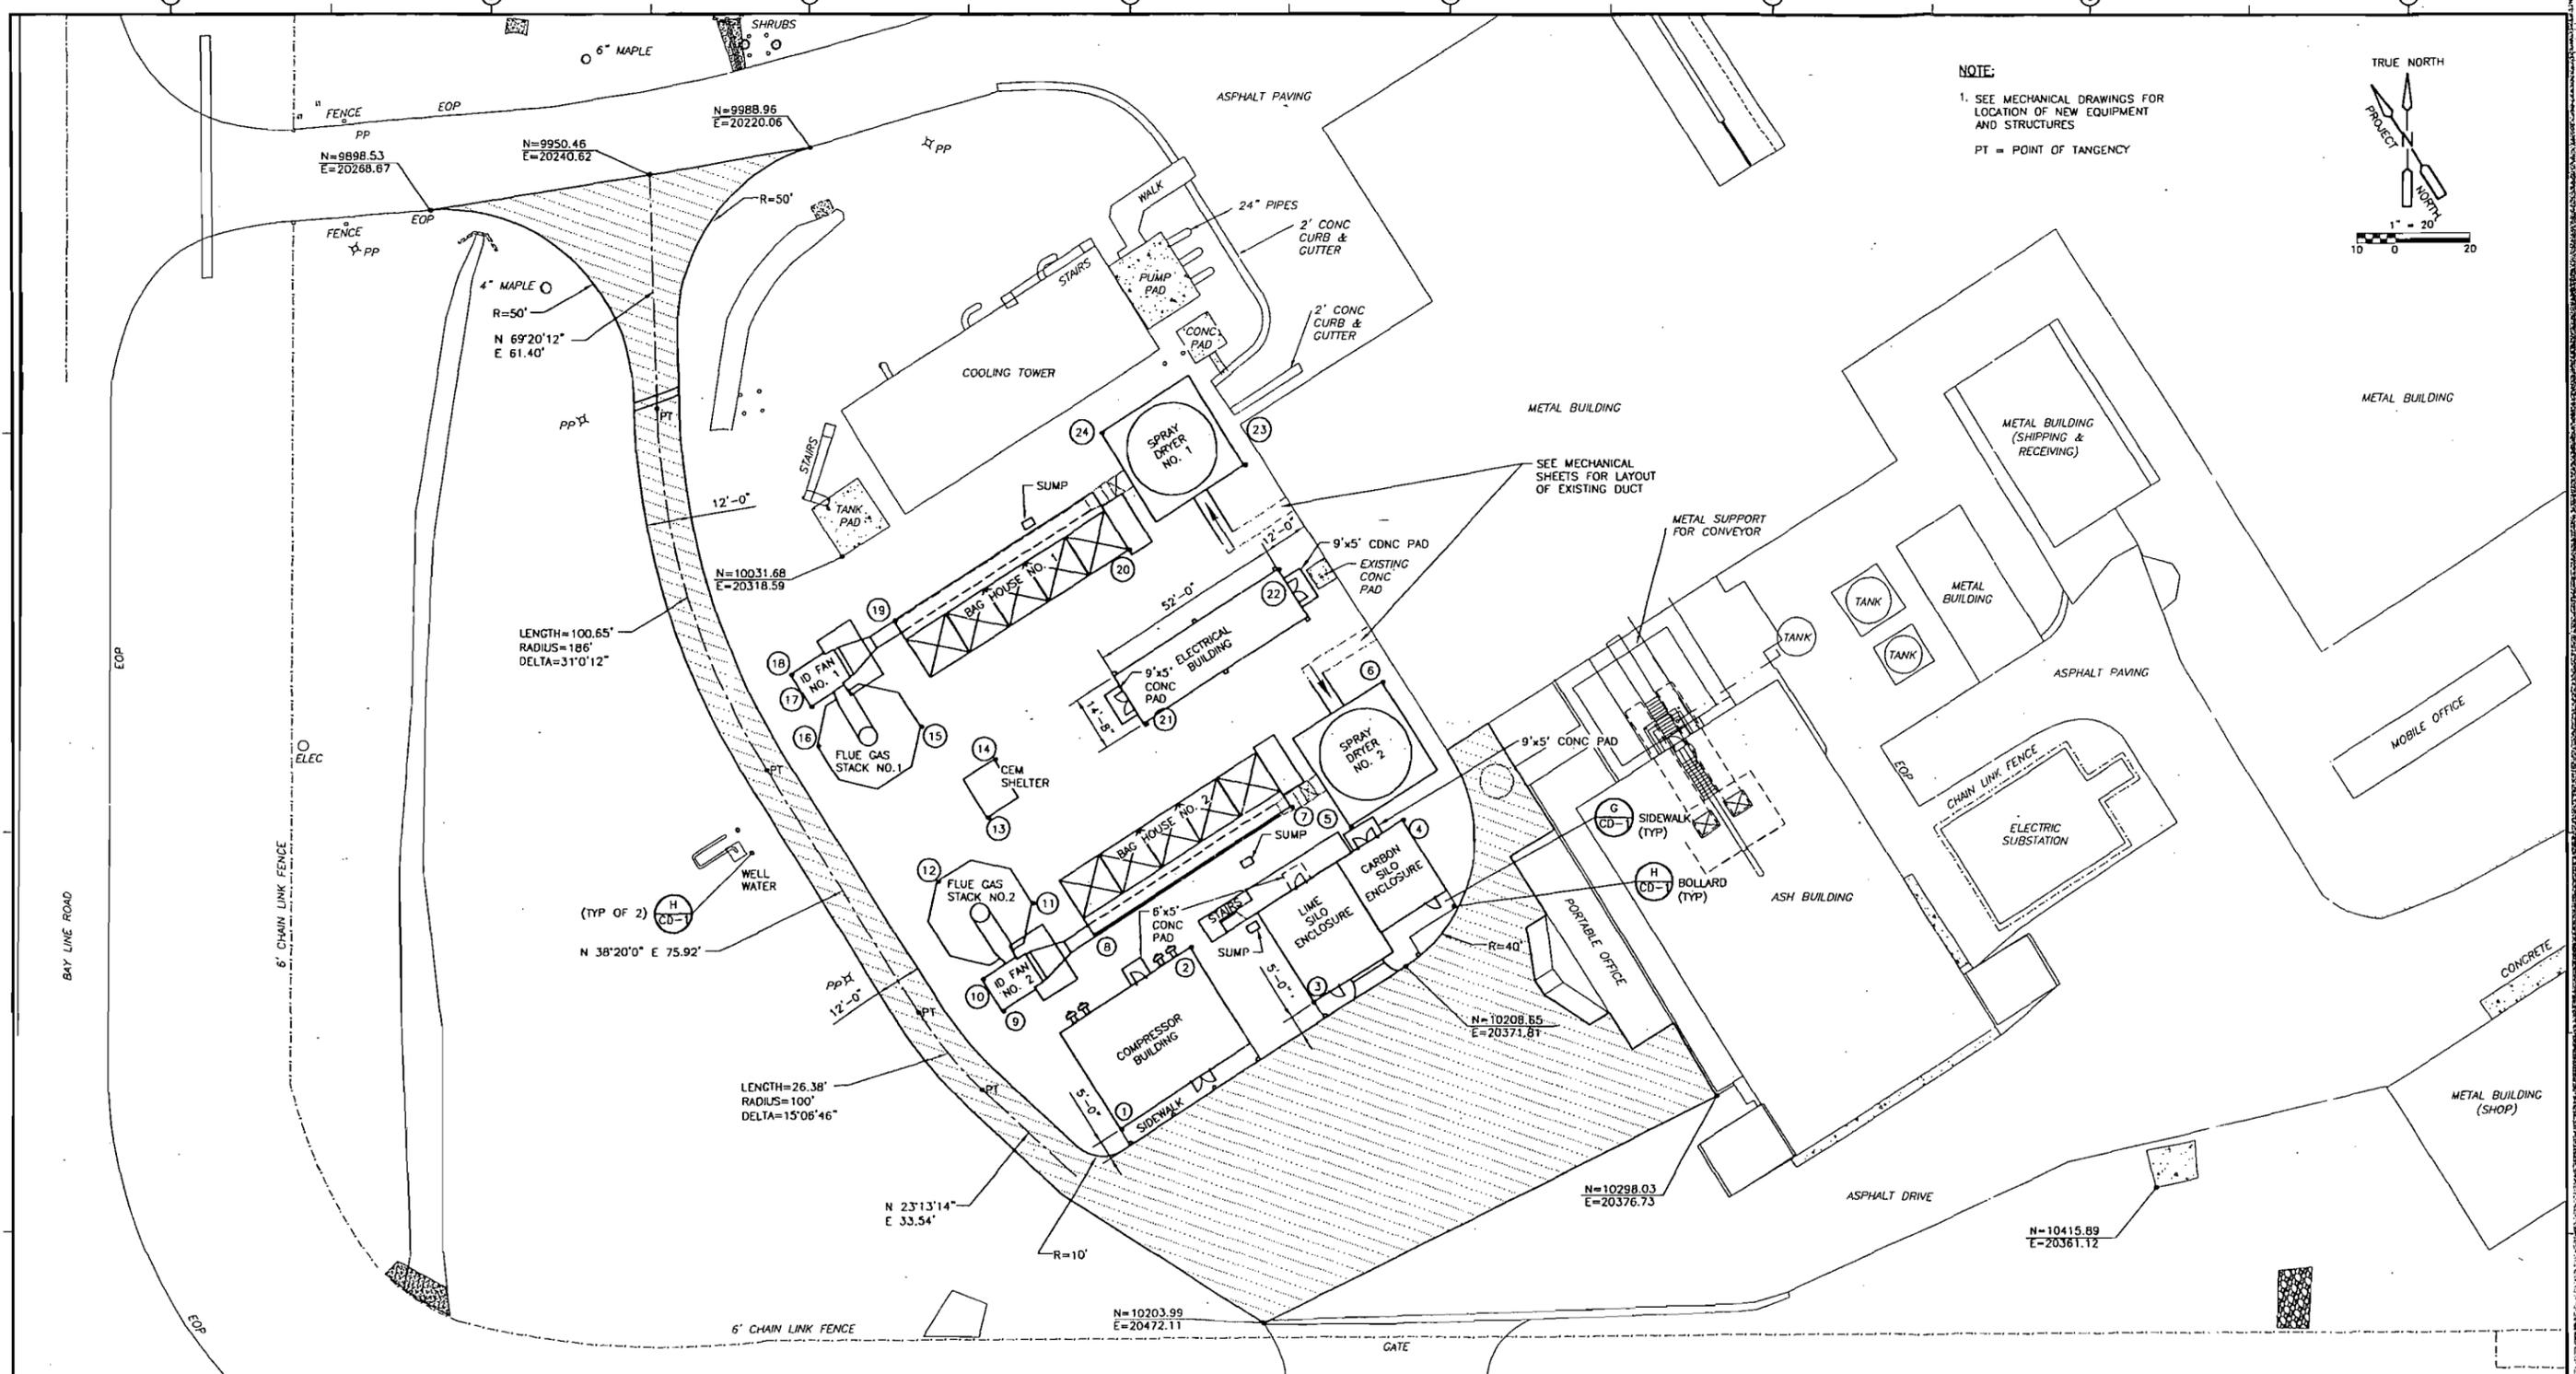 SHRUBS
6" MAPLE
FENCE
EOP
PP
N=9988.96
E=20220.06
N=9950.46
E=20240.62
N=9898.53
E=20268.67
EOP
FENCE
PP
PP
R=50'
4" MAPLE
R=50'
N 69°20'12"
E 61.40'
PT
PP
12'-0"
ASPHALT PAVING
WALK
24" PIPES
2' CONC
CURB &
GUTTER
STAIRS
PUMP
PAD
CONC
PAD
2' CONC
CURB &
GUTTER
COOLING TOWER
STAIRS
TANK
PAD
NOTE:
1. SEE MECHANICAL DRAWINGS FOR
LOCATION OF NEW EQUIPMENT
AND STRUCTURES
PT = POINT OF TANGENCY
TRUE NORTH
PROJECT
N
NORTH
1" = 20'
10 0 20
METAL BUILDING
METAL BUILDING
METAL BUILDING
(SHIPPING &
RECEIVING)
24
SPRAY
DRYER
NO. 1
23
SEE MECHANICAL
SHEETS FOR LAYOUT
OF EXISTING DUCT
SUMP
METAL SUPPORT
FOR CONVEYOR
N=10031.68
E=20318.59
BAG HOUSE NO. 1
20
12'-0"
9'x5' CONC PAD
EXISTING
CONC
PAD
22
52'-0"
19
LENGTH=100.65'
RADIUS=186'
DELTA=31°0'12"
18
ID FAN
NO. 1
17
16
15
FLUE GAS
STACK NO.1
ELECTRICAL
BUILDING
9'x5'
CONC
PAD
14'-8"
21
6
TANK
TANK
TANK
METAL
BUILDING
ASPHALT PAVING
MOBILE OFFICE
EOP
EOP
ELEC
PT
14
CEM
SHELTER
13
SPRAY
DRYER
NO. 2
9'x5' CONC PAD
CHAIN LINK FENCE
ELECTRIC
SUBSTATION
BAG HOUSE NO. 2
7
5
4
SUMP
G
CD-1
SIDEWALK
(TYP)
H
CD-1
BOLLARD
(TYP)
ASH BUILDING
BAY LINE ROAD
6' CHAIN LINK FENCE
WELL
WATER
(TYP OF 2)
H
CD-1
N 38°20'0" E 75.92'
12
FLUE GAS
STACK NO.2
11
8
6'x5'
CONC
PAD
STAIRS
SUMP
LIME
SILO
ENCLOSURE
CARBON
SILO
ENCLOSURE
R=40'
PORTABLE OFFICE
CONCRETE
PP
12'-0"
10
ID FAN
NO. 2
9
2
5'-0"
3
N=10208.65
E=20371.81
PT
COMPRESSOR
BUILDING
LENGTH=26.38'
RADIUS=100'
DELTA=15°06'46"
PT
5'-0"
1
SIDEWALK
METAL BUILDING
(SHOP)
N 23°13'14"
E 33.54'
R=10'
N=10298.03
E=20376.73
ASPHALT DRIVE
N=10415.89
E=20361.12
EOP
6' CHAIN LINK FENCE
N=10203.99
E=20472.11
GATE